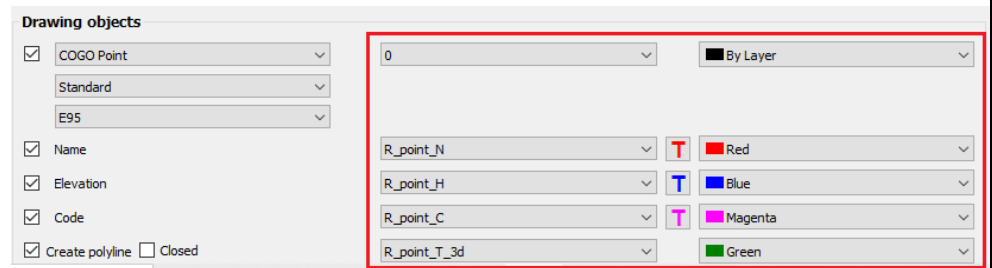 Drawing objects
COGO Point 0 By Layer
Standard
E95
Name R_point_N T Red
Elevation R_point_H T Blue
Code R_point_C T Magenta
Create polyline Closed R_point_T_3d Green